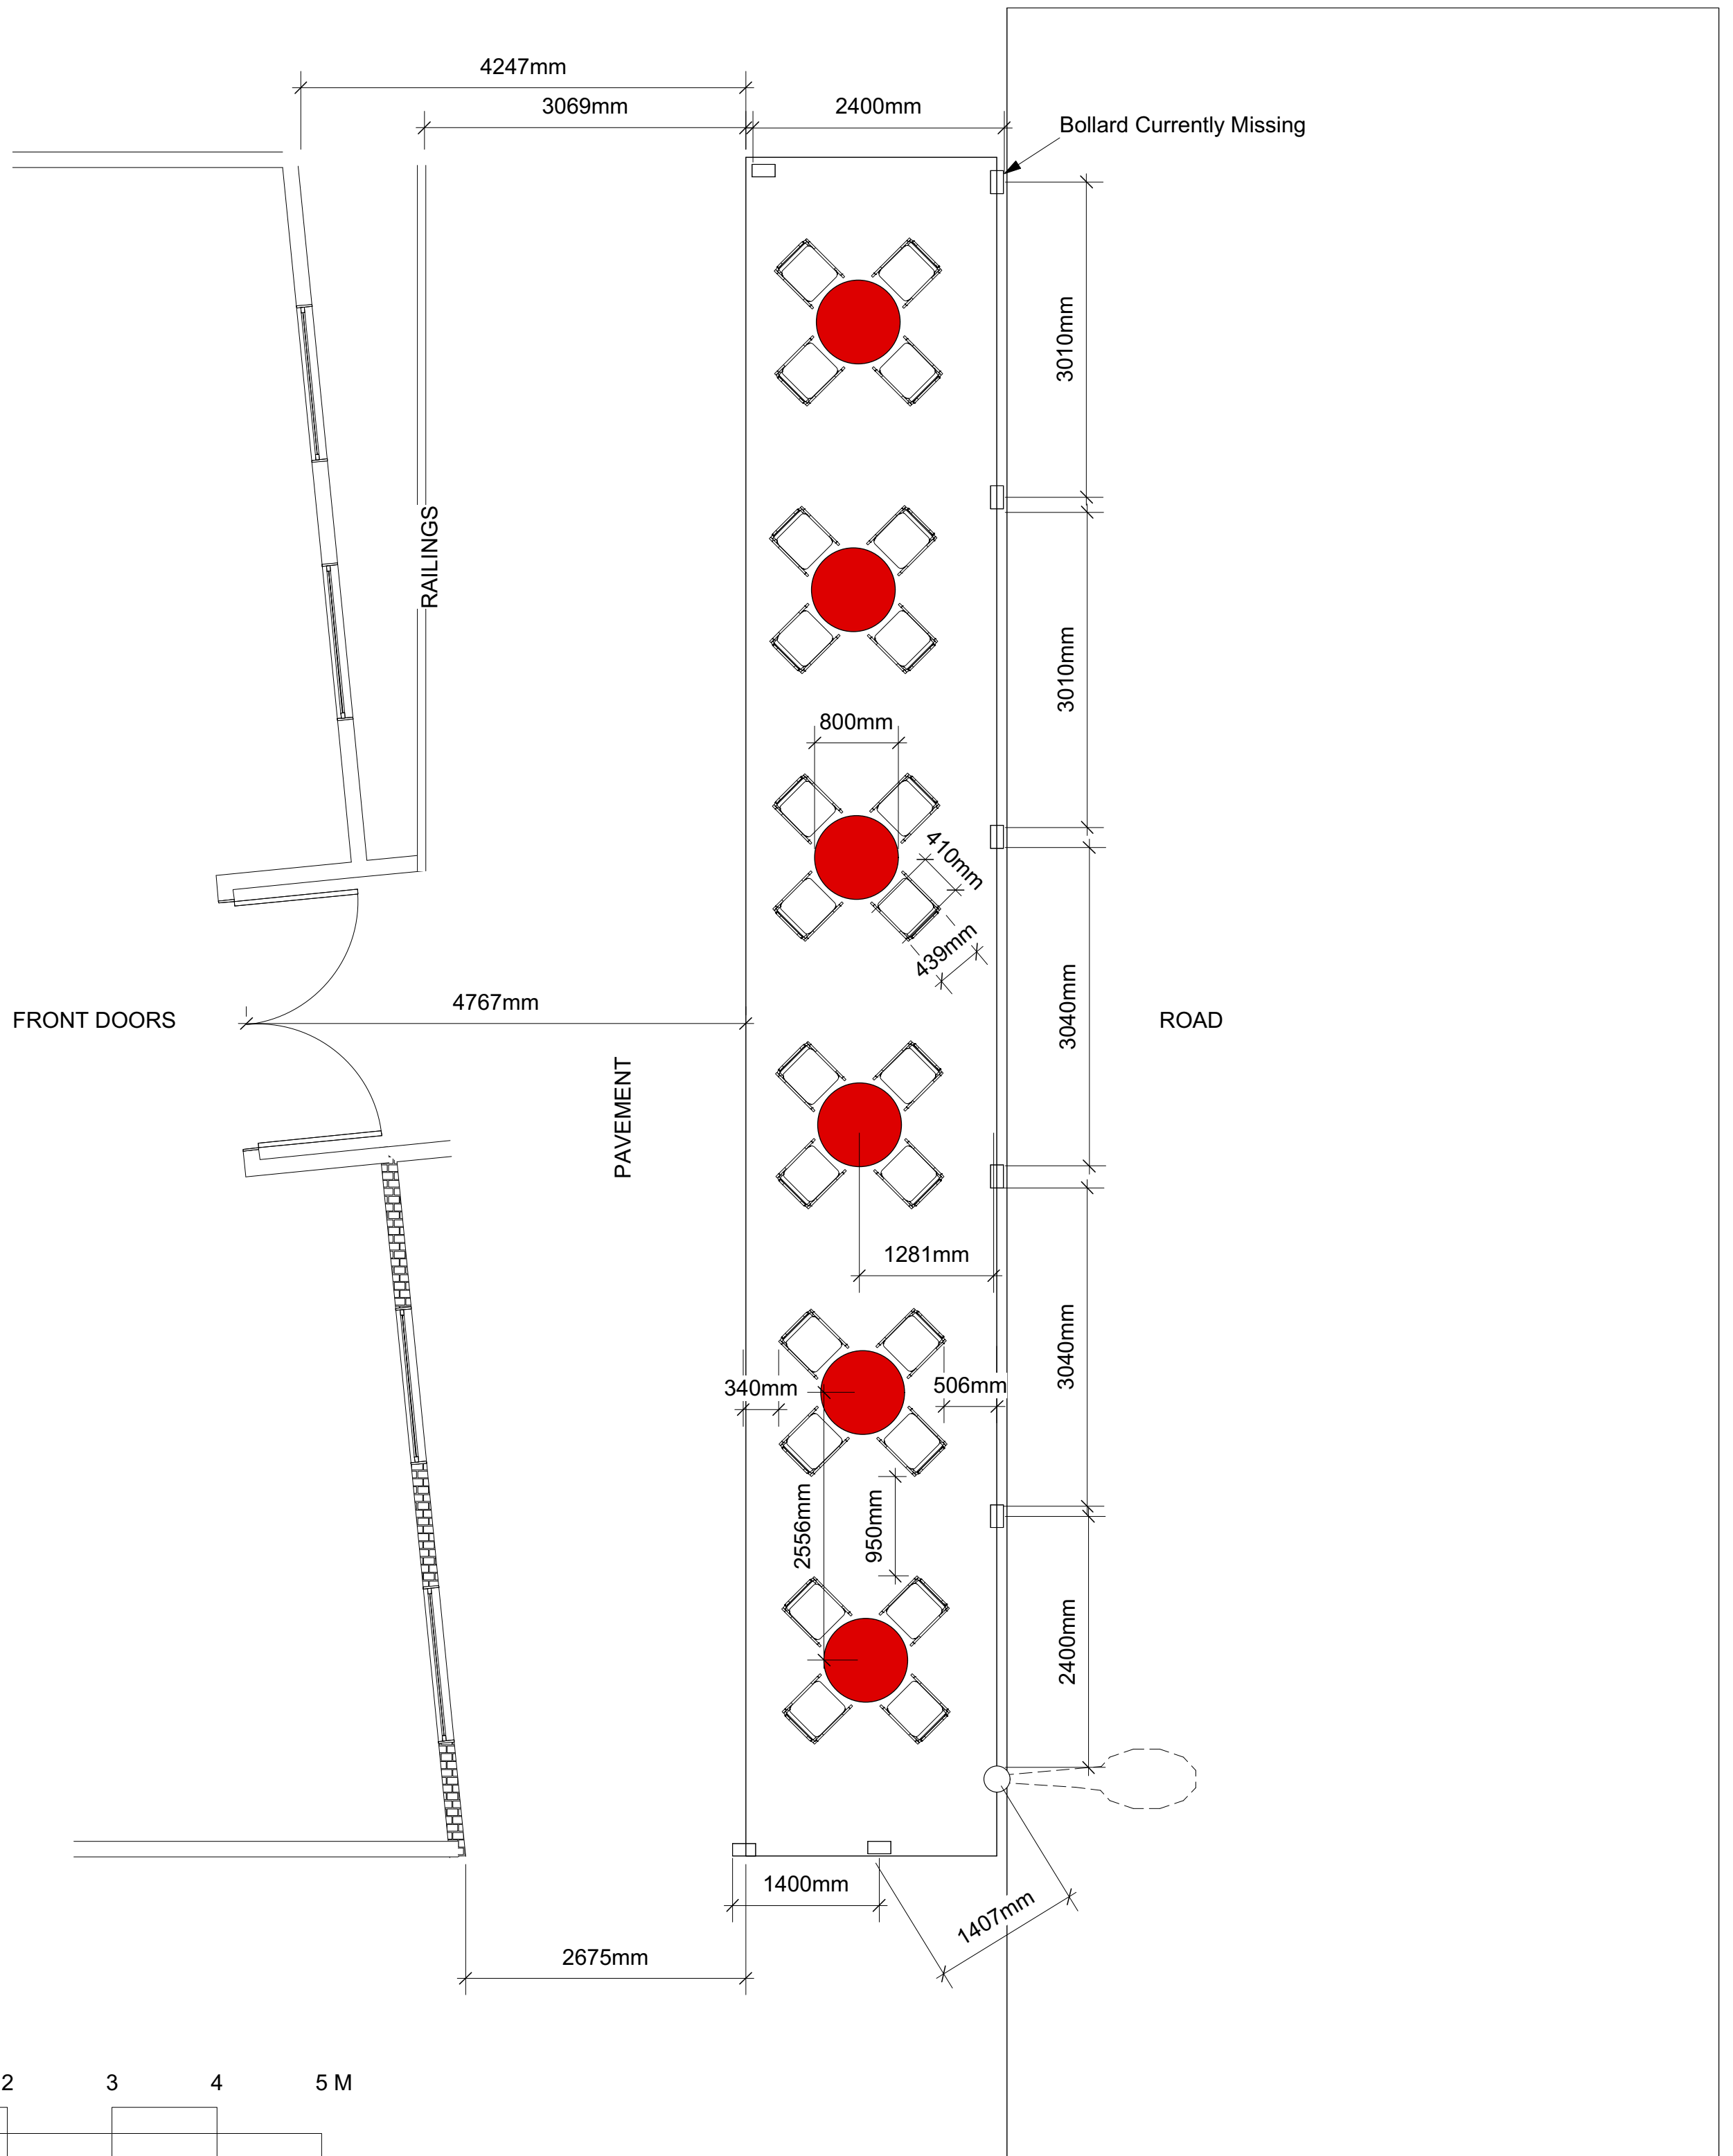 4247mm
3069mm
2400mm
Bollard Currently Missing
3010mm
RAILINGS
3010mm
800mm
410mm
439mm
3040mm
FRONT DOORS
4767mm
ROAD
PAVEMENT
1281mm
3040mm
340mm
506mm
2556mm
950mm
2400mm
1400mm
1407mm
2675mm
2 3 4 5 M